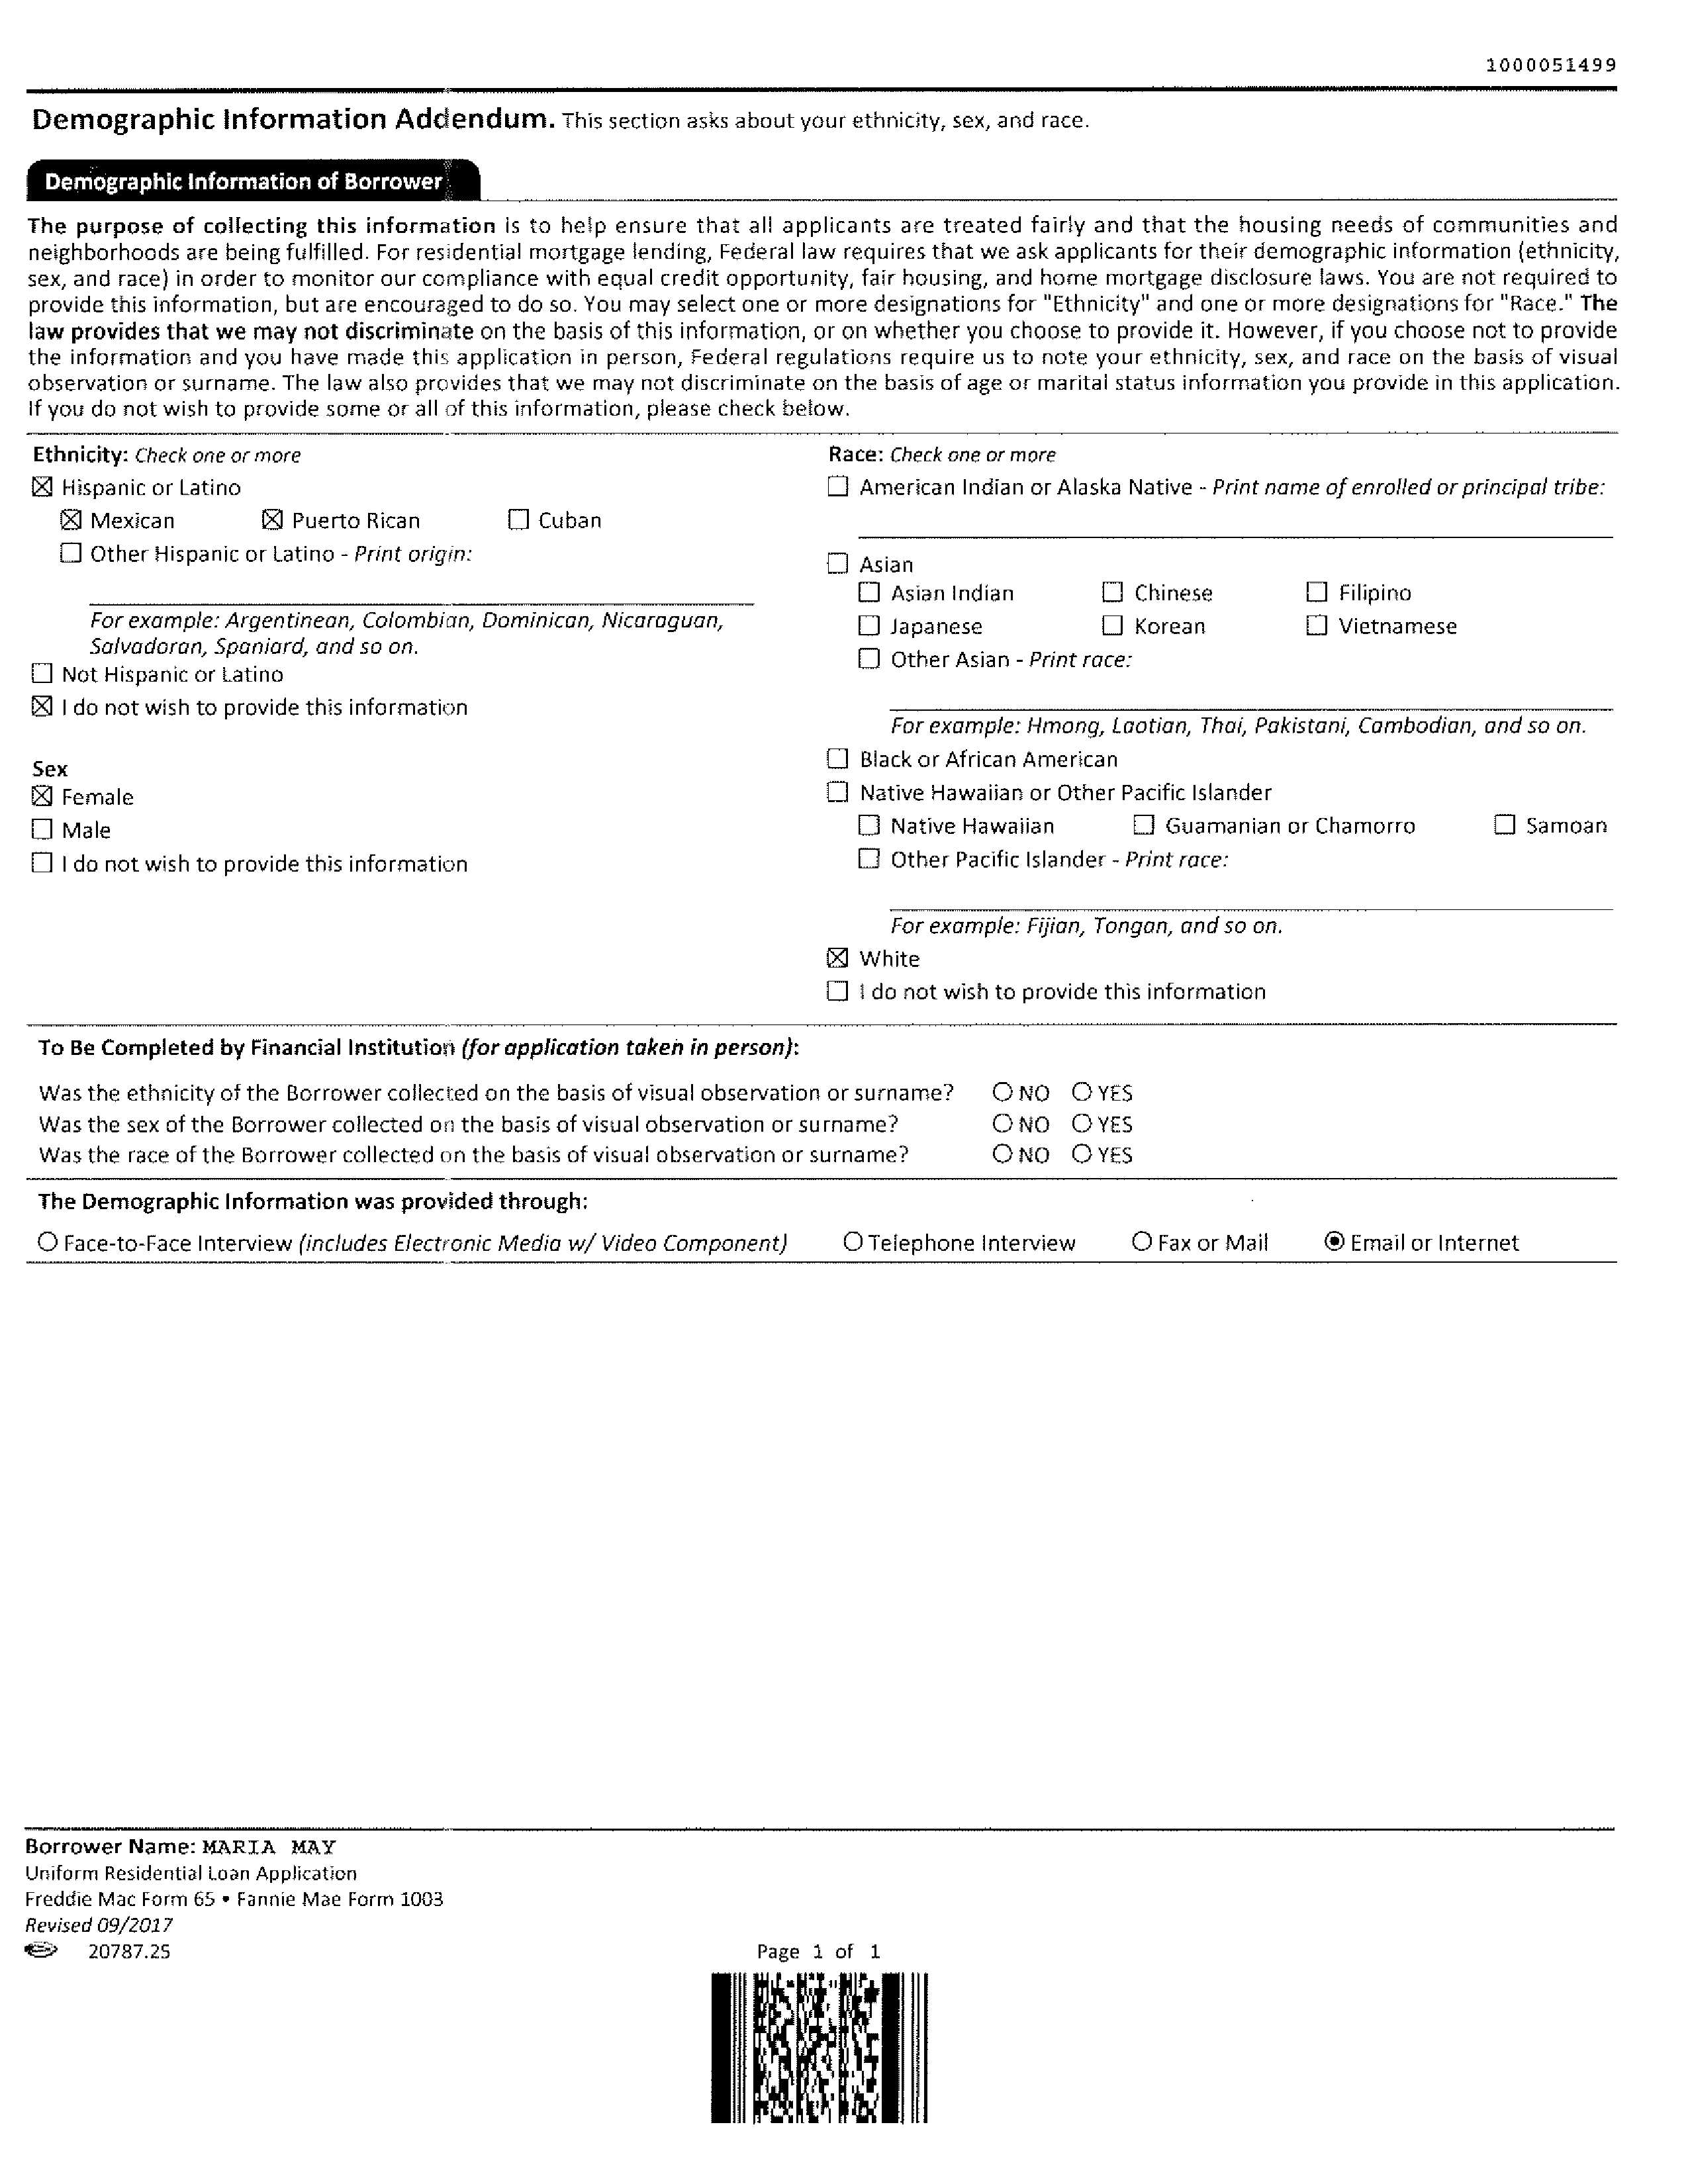 1000051499
Demographic Information Addendum. This section asks about your ethnicity, sex, and race.
Demographic Information of Borrower
The purpose of collecting this information is to help ensure that all applicants are treated fairly and that the housing needs of communities and
neighborhoods are being fulfilled. For residential mortgage lending, Federal law requires that we ask applicants for their demographic information (ethnicity,
sex, and race) in order to monitor our compliance with equal credit opportunity, fair housing, and home mortgage disclosure laws. You are not required to
provide this information, but are encouraged to do so. You may select one or more designations for "Ethnicity" and one or more designations for "Race." The
law provides that we may not discriminate on the basis of this information, or on whether you choose to provide it. However, if you choose not to provide
the information and you have made this application in person, Federal regulations require us to note your ethnicity, sex, and race on the basis of visual
observation or surname. The law also provides that we may not discriminate on the basis of age or marital status information you provide in this application.
If you do not wish to provide some or all of this information, please check below.
Ethnicity: Check one or more
☒ Hispanic or Latino
☒ Mexican ☒ Puerto Rican ☐ Cuban
☐ Other Hispanic or Latino - Print origin:
For example: Argentinean, Colombian, Dominican, Nicaraguan,
Salvadoran, Spaniard, and so on.
☐ Not Hispanic or Latino
☒ I do not wish to provide this information
Sex
☒ Female
☐ Male
☐ I do not wish to provide this information
Race: Check one or more
☐ American Indian or Alaska Native - Print name of enrolled or principal tribe:
☐ Asian
☐ Asian Indian ☐ Chinese ☐ Filipino
☐ Japanese ☐ Korean ☐ Vietnamese
☐ Other Asian - Print race:
For example: Hmong, Laotian, Thai, Pakistani, Cambodian, and so on.
☐ Black or African American
☐ Native Hawaiian or Other Pacific Islander
☐ Native Hawaiian ☐ Guamanian or Chamorro ☐ Samoan
☐ Other Pacific Islander - Print race:
For example: Fijian, Tongan, and so on.
☒ White
☐ I do not wish to provide this information
To Be Completed by Financial Institution (for application taken in person):
Was the ethnicity of the Borrower collected on the basis of visual observation or surname? ○ NO ○ YES
Was the sex of the Borrower collected on the basis of visual observation or surname? ○ NO ○ YES
Was the race of the Borrower collected on the basis of visual observation or surname? ○ NO ○ YES
The Demographic Information was provided through:
○ Face-to-Face Interview (includes Electronic Media w/ Video Component) ○ Telephone Interview ○ Fax or Mail ◉ Email or Internet
Borrower Name: MARIA MAY
Uniform Residential Loan Application
Freddie Mac Form 65 • Fannie Mae Form 1003
Revised 09/2017
20787.25
Page 1 of 1